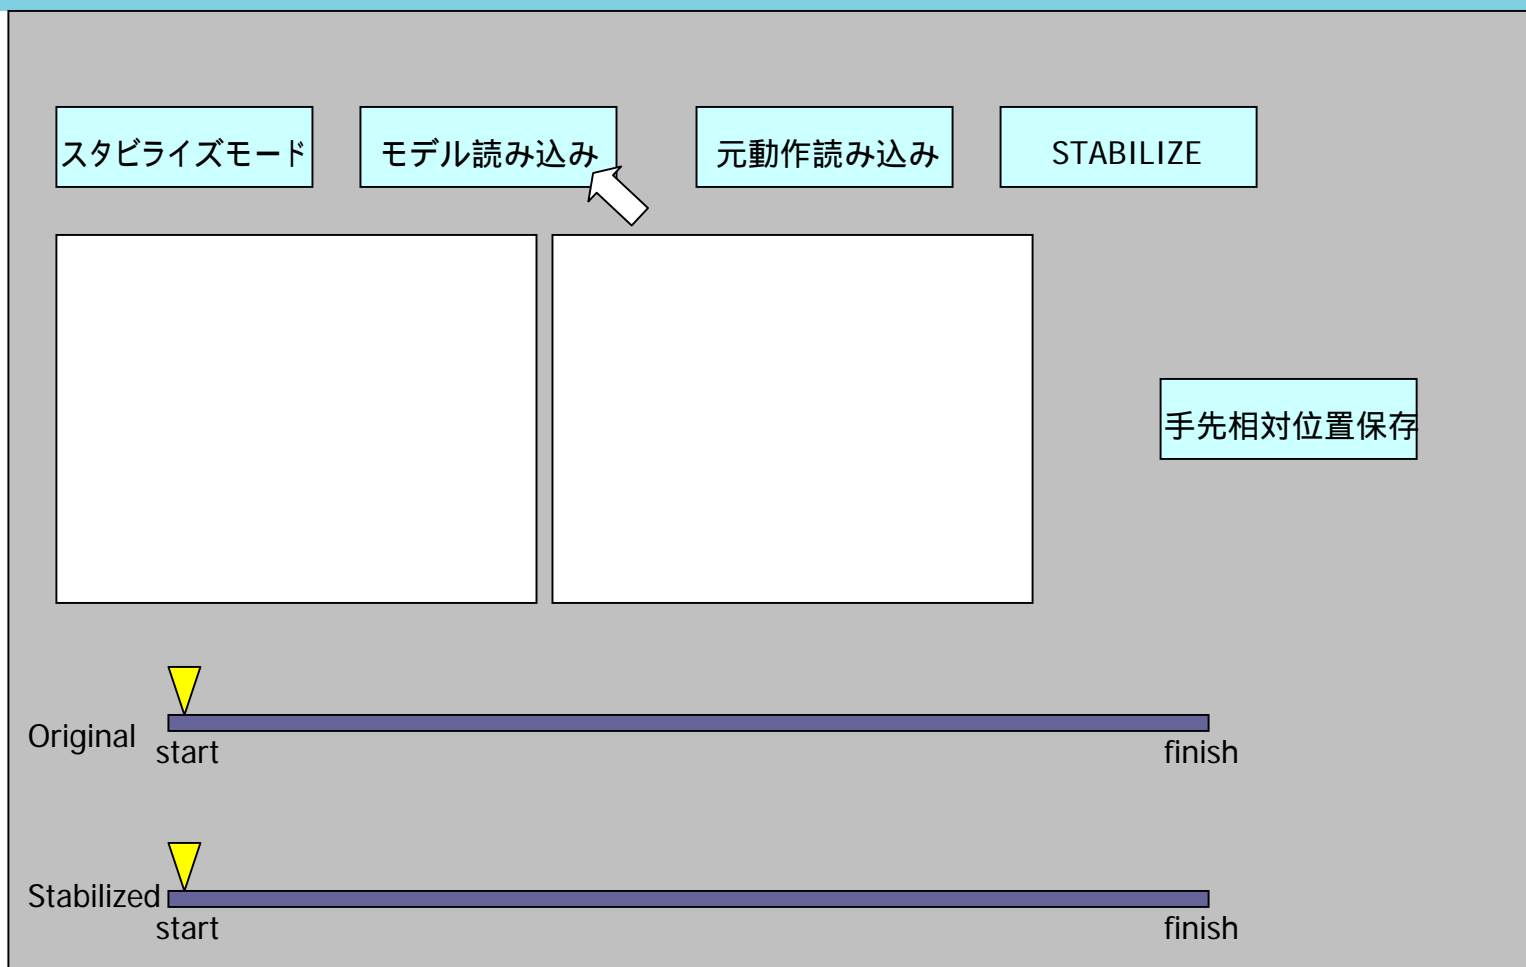 スタビライズモード
モデル読み込み
元動作読み込み
STABILIZE
手先相対位置保存
Original
start
finish
Stabilized
start
finish